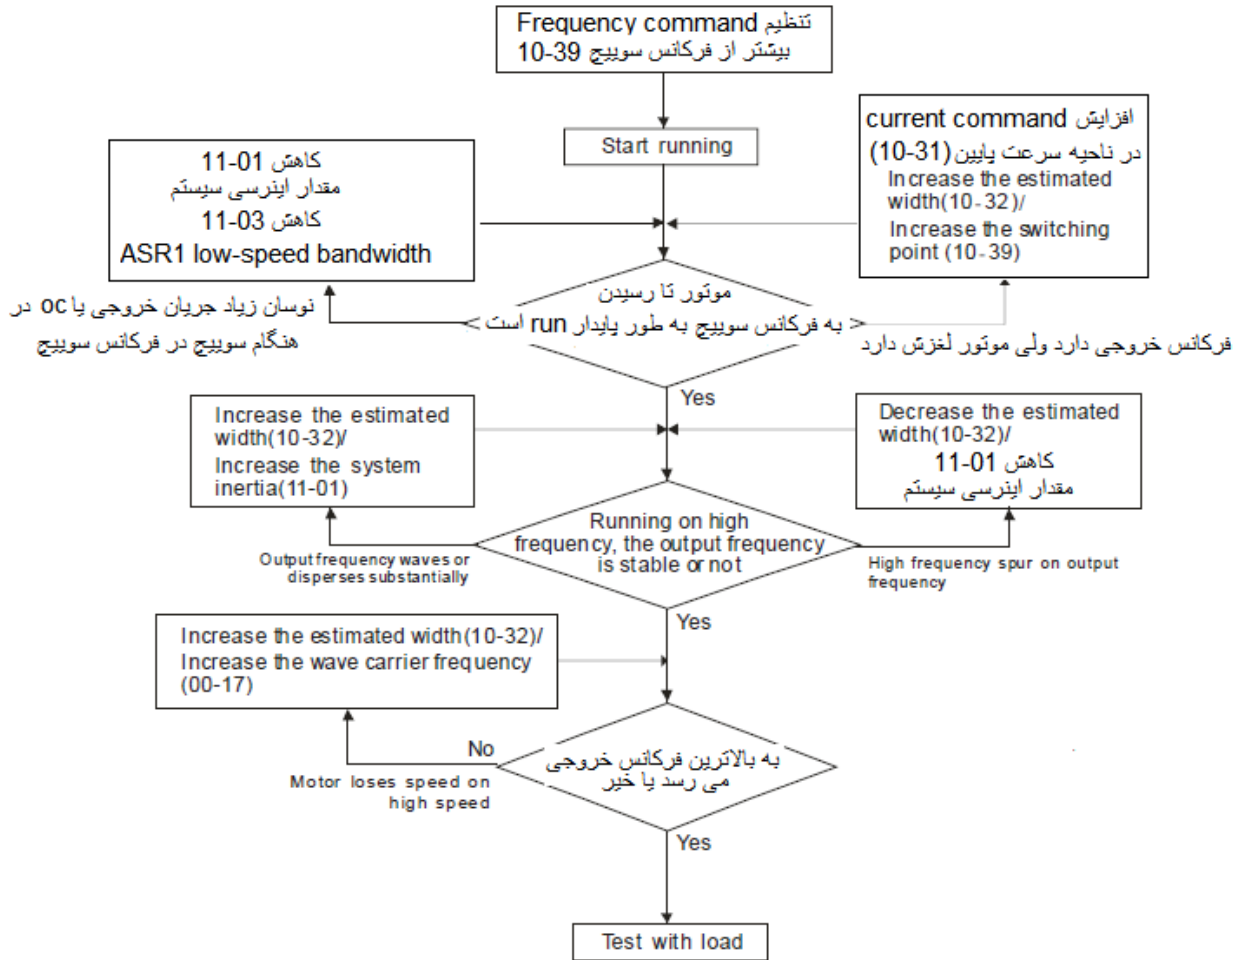 تنظیم Frequency command
بیشتر از فرکانس سوییچ 10-39
Start running
افزایش current command
در ناحیه سرعت پایین (10-31)
Increase the estimated
width(10-32)/
Increase the switching
point (10-39)
کاهش 11-01
مقدار اینرسی سیستم
کاهش 11-03
ASR1 low-speed bandwidth
موتور تا رسیدن
به فرکانس سوییچ به طور پایدار run است
نوسان زیاد جریان خروجی یا oc در
هنگام سوییچ در فرکانس سوییچ
فرکانس خروجی دارد ولی موتور لغزش دارد
Yes
Increase the estimated
width(10-32)/
Increase the system
inertia(11-01)
Decrease the estimated
width(10-32)/
کاهش 11-01
مقدار اینرسی سیستم
Running on high
frequency, the output frequency
is stable or not
Output frequency waves or
disperses substantially
High frequency spur on output
frequency
Yes
Increase the estimated width(10-32)/
Increase the wave carrier frequency
(00-17)
No
Motor loses speed on
high speed
به بالاترین فرکانس خروجی
می رسد یا خیر
Yes
Test with load